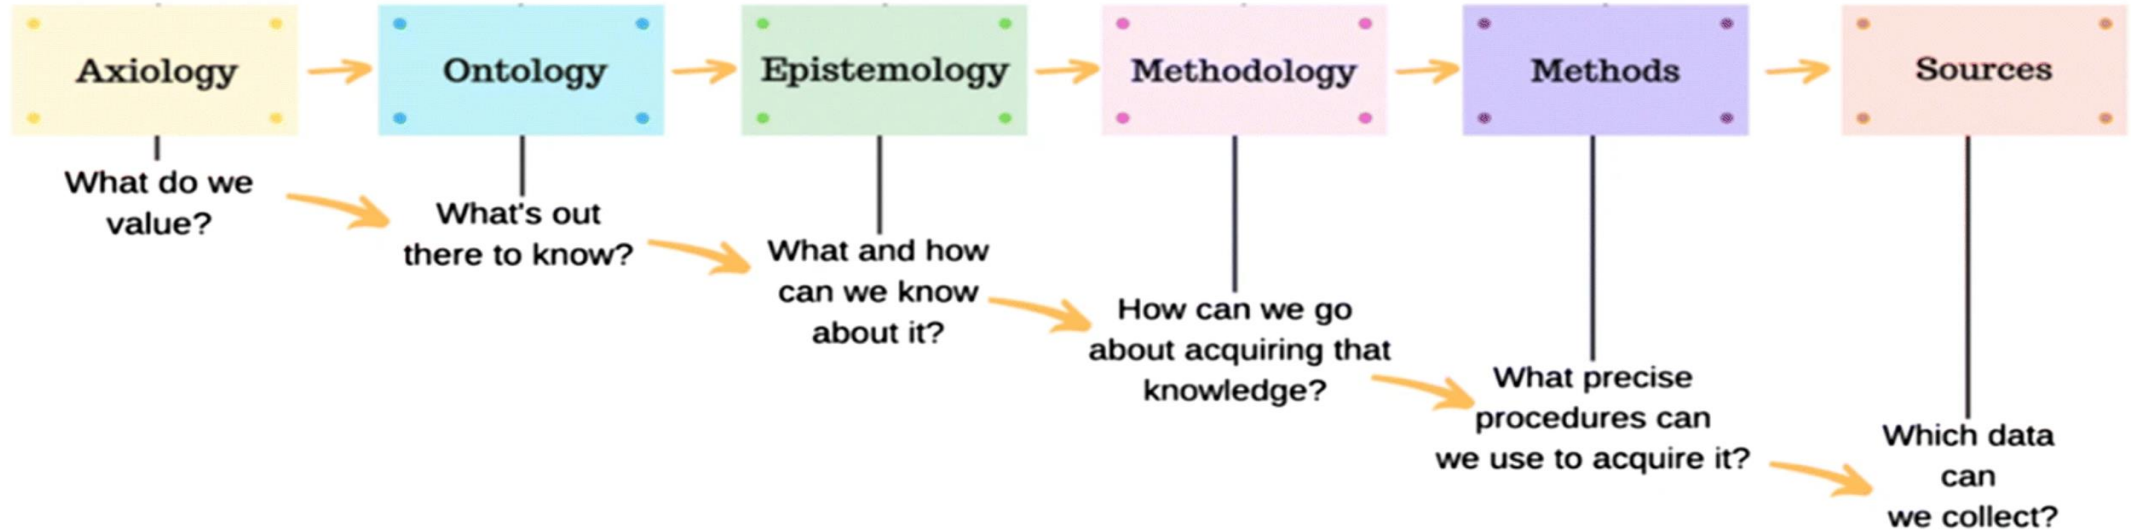 Axiology
Ontology
Epistemology
Methodology
Methods
Sources
What do we
value?
What's out
there to know?
What and how
can we know
about it?
How can we go
about acquiring that
knowledge?
What precise
procedures can
we use to acquire it?
Which data
can
we collect?